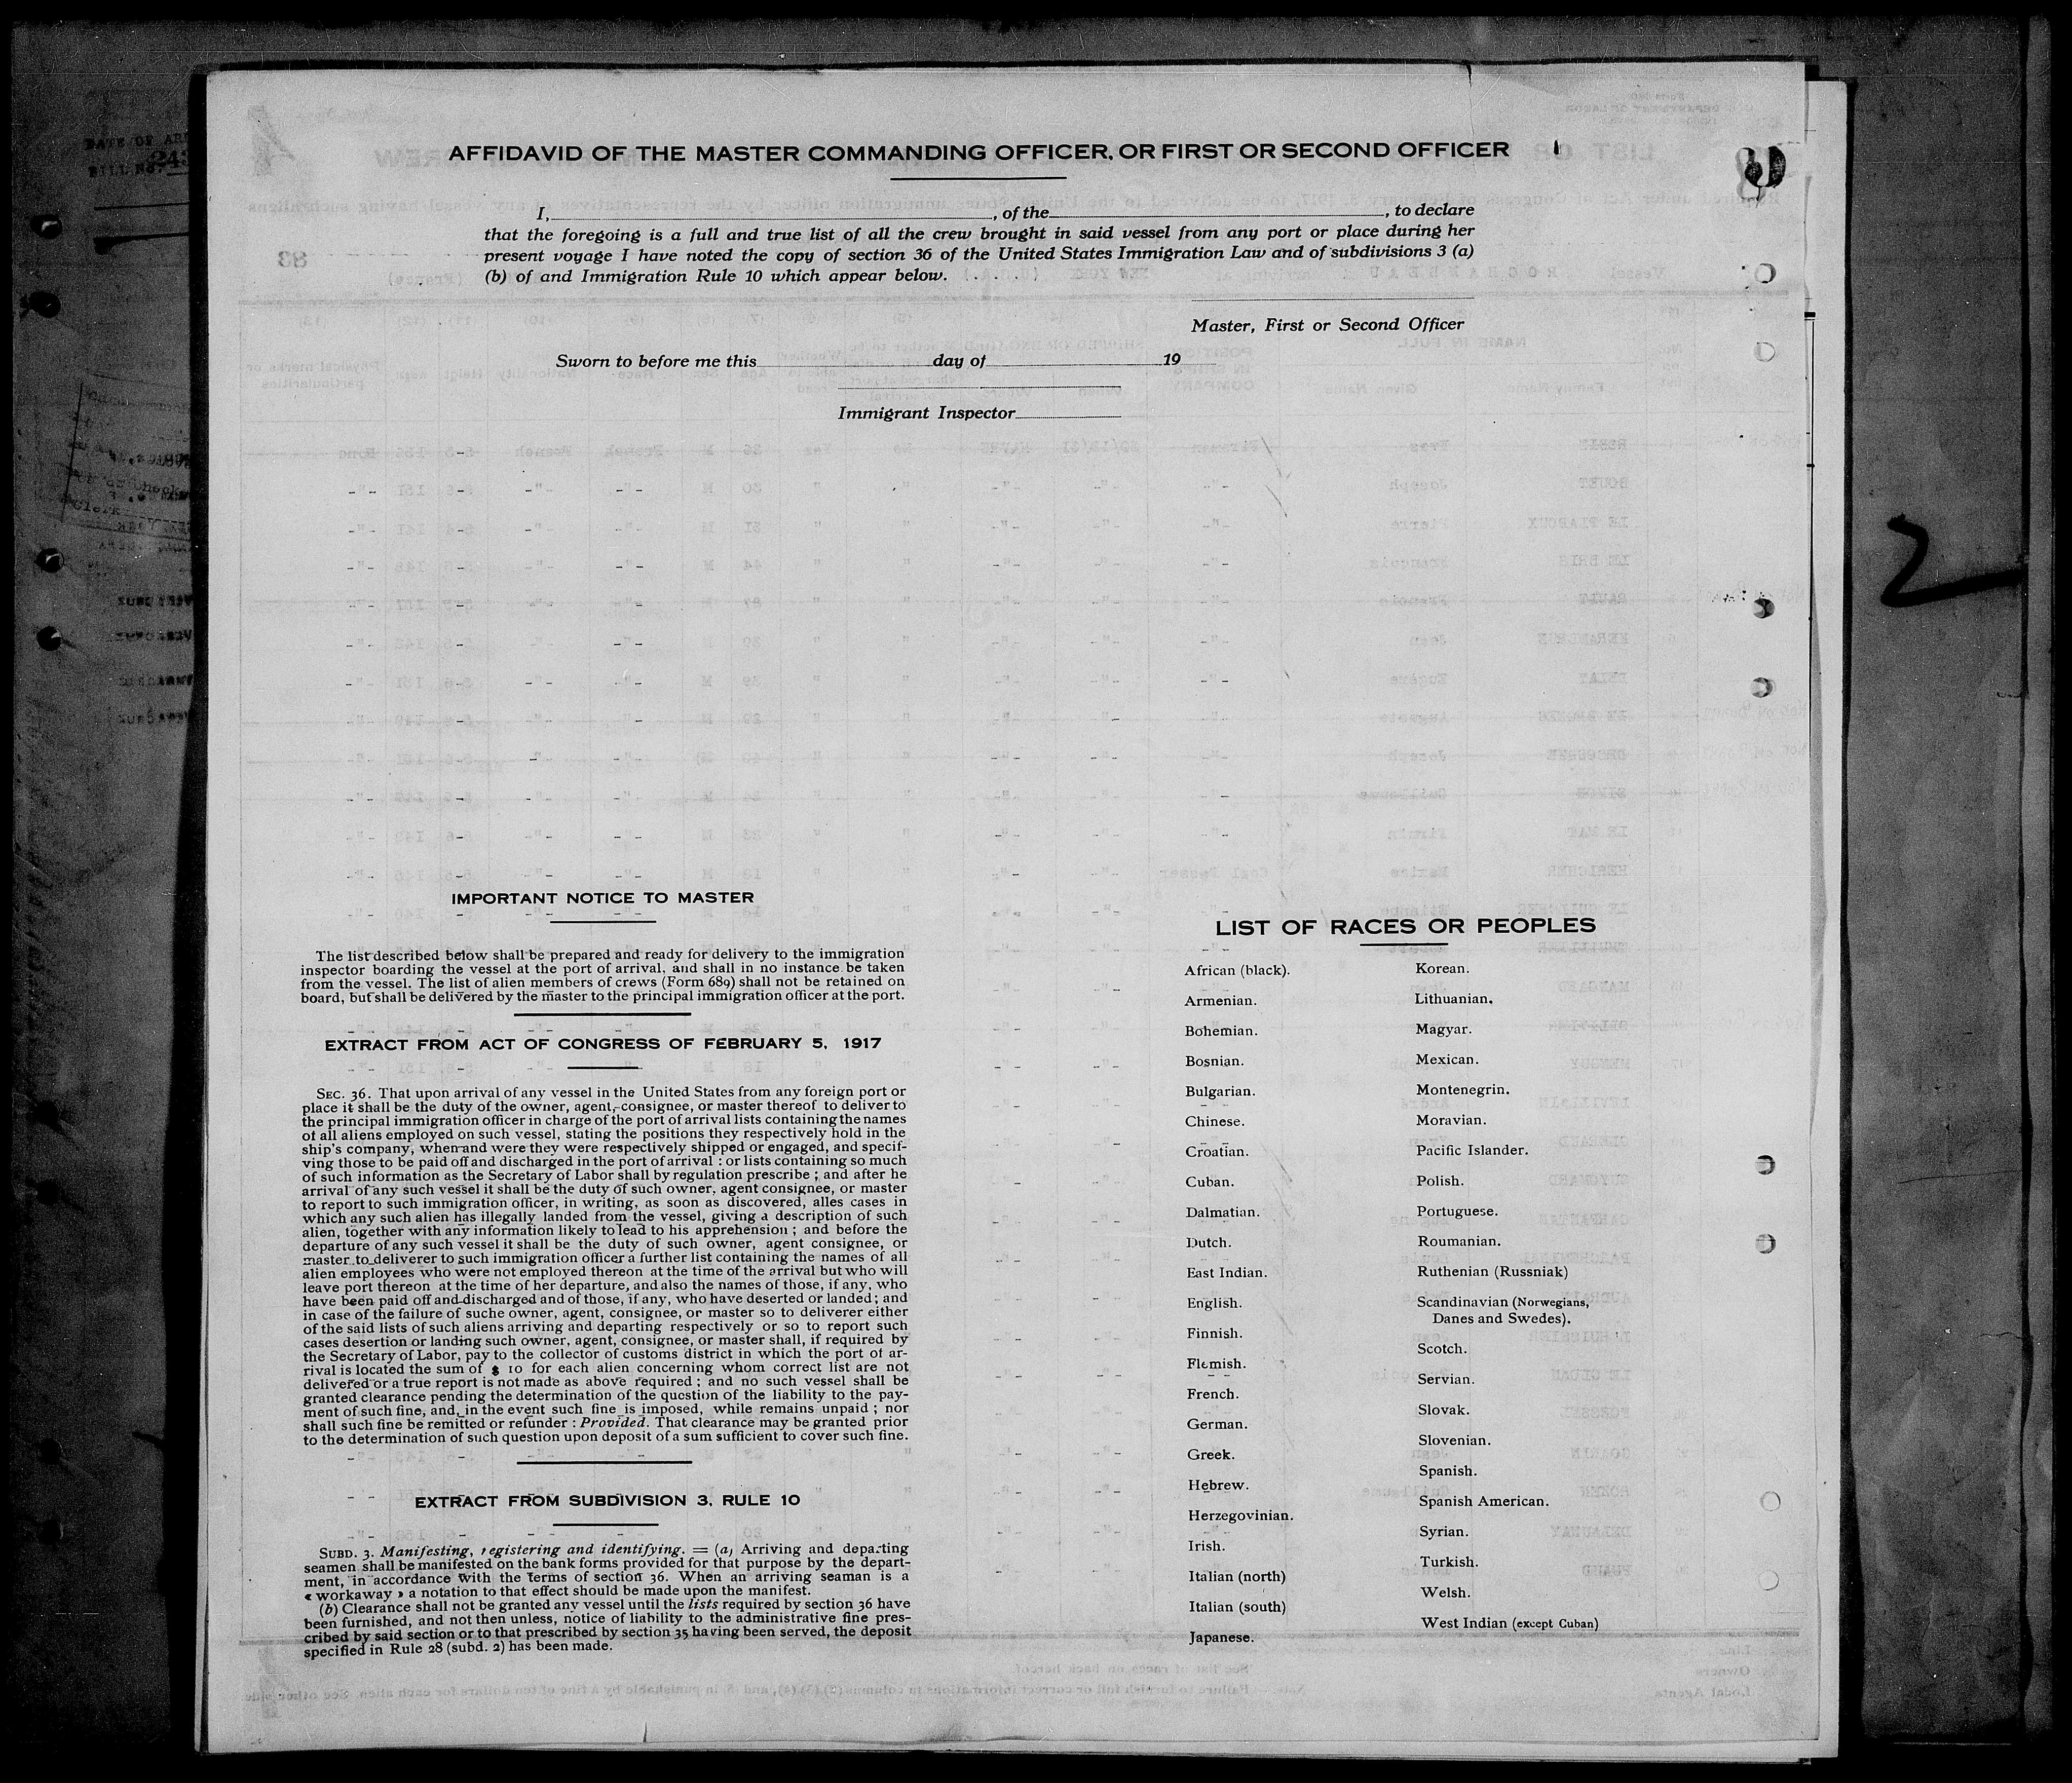 AFFIDAVID OF THE MASTER COMMANDING OFFICER, OR FIRST OR SECOND OFFICER
I, , of the , to declare
that the foregoing is a full and true list of all the crew brought in said vessel from any port or place during her
present voyage I have noted the copy of section 36 of the United States Immigration Law and of subdivisions 3 (a)
(b) of and Immigration Rule 10 which appear below.
Master, First or Second Officer
Sworn to before me this day of 19
Immigrant Inspector
2
IMPORTANT NOTICE TO MASTER
The list described below shall be prepared and ready for delivery to the immigration
inspector boarding the vessel at the port of arrival, and shall in no instance be taken
from the vessel. The list of alien members of crews (Form 689) shall not be retained on
board, but shall be delivered by the master to the principal immigration officer at the port.
EXTRACT FROM ACT OF CONGRESS OF FEBRUARY 5, 1917
SEC. 36. That upon arrival of any vessel in the United States from any foreign port or
place it shall be the duty of the owner, agent, consignee, or master thereof to deliver to
the principal immigration officer in charge of the port of arrival lists containing the names
of all aliens employed on such vessel, stating the positions they respectively hold in the
ship's company, when and were they were respectively shipped or engaged, and specif-
ving those to be paid off and discharged in the port of arrival : or lists containing so much
of such information as the Secretary of Labor shall by regulation prescribe ; and after he
arrival of any such vessel it shall be the duty of such owner, agent consignee, or master
to report to such immigration officer, in writing, as soon as discovered, alles cases in
which any such alien has illegally landed from the vessel, giving a description of such
alien, together with any information likely to lead to his apprehension ; and before the
departure of any such vessel it shall be the duty of such owner, agent consignee, or
master to deliverer to such immigration officer a further list containing the names of all
alien employees who were not employed thereon at the time of the arrival but who will
leave port thereon at the time of her departure, and also the names of those, if any, who
have been paid off and discharged and of those, if any, who have deserted or landed ; and
in case of the failure of suche owner, agent, consignee, or master so to deliverer either
of the said lists of such aliens arriving and departing respectively or so to report such
cases desertion or landing such owner, agent, consignee, or master shall, if required by
the Secretary of Labor, pay to the collector of customs district in which the port of ar-
rival is located the sum of $ 10 for each alien concerning whom correct list are not
delivered or a true report is not made as above required ; and no such vessel shall be
granted clearance pending the determination of the question of the liability to the pay-
ment of such fine, and, in the event such fine is imposed, while remains unpaid ; nor
shall such fine be remitted or refunder : Provided. That clearance may be granted prior
to the determination of such question upon deposit of a sum sufficient to cover such fine.
EXTRACT FROM SUBDIVISION 3, RULE 10
SUBD. 3. Manifesting, registering and identifying. = (a) Arriving and departing
seamen shall be manifested on the bank forms provided for that purpose by the depart-
ment, in accordance with the terms of section 36. When an arriving seaman is a
« workaway » a notation to that effect should be made upon the manifest.
(b) Clearance shall not be granted any vessel until the lists required by section 36 have
been furnished, and not then unless, notice of liability to the administrative fine pres-
cribed by said section or to that prescribed by section 35 having been served, the deposit
specified in Rule 28 (subd. 2) has been made.
LIST OF RACES OR PEOPLES
African (black).
Armenian.
Bohemian.
Bosnian.
Bulgarian.
Chinese.
Croatian.
Cuban.
Dalmatian.
Dutch.
East Indian.
English.
Finnish.
Flemish.
French.
German.
Greek.
Hebrew.
Herzegovinian.
Irish.
Italian (north)
Italian (south)
Japanese.
Korean.
Lithuanian.
Magyar.
Mexican.
Montenegrin.
Moravian.
Pacific Islander.
Polish.
Portuguese.
Roumanian.
Ruthenian (Russniak)
Scandinavian (Norwegians,
Danes and Swedes).
Scotch.
Servian.
Slovak.
Slovenian.
Spanish.
Spanish American.
Syrian.
Turkish.
Welsh.
West Indian (except Cuban)